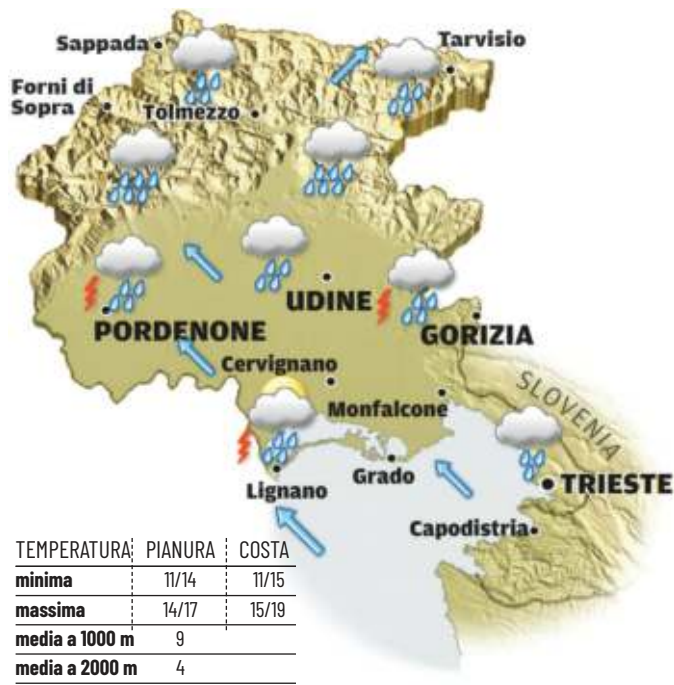 Sappada
Tarvisio
Forni di
Sopra
Tolmezzo
UDINE
PORDENONE
GORIZIA
Cervignano
SLOVENIA
Monfalcone
Grado
Lignano
TRIESTE
Capodistria
TEMPERATURA PIANURA COSTA
minima 11/14 11/15
massima 14/17 15/19
media a 1000 m 9
media a 2000 m 4